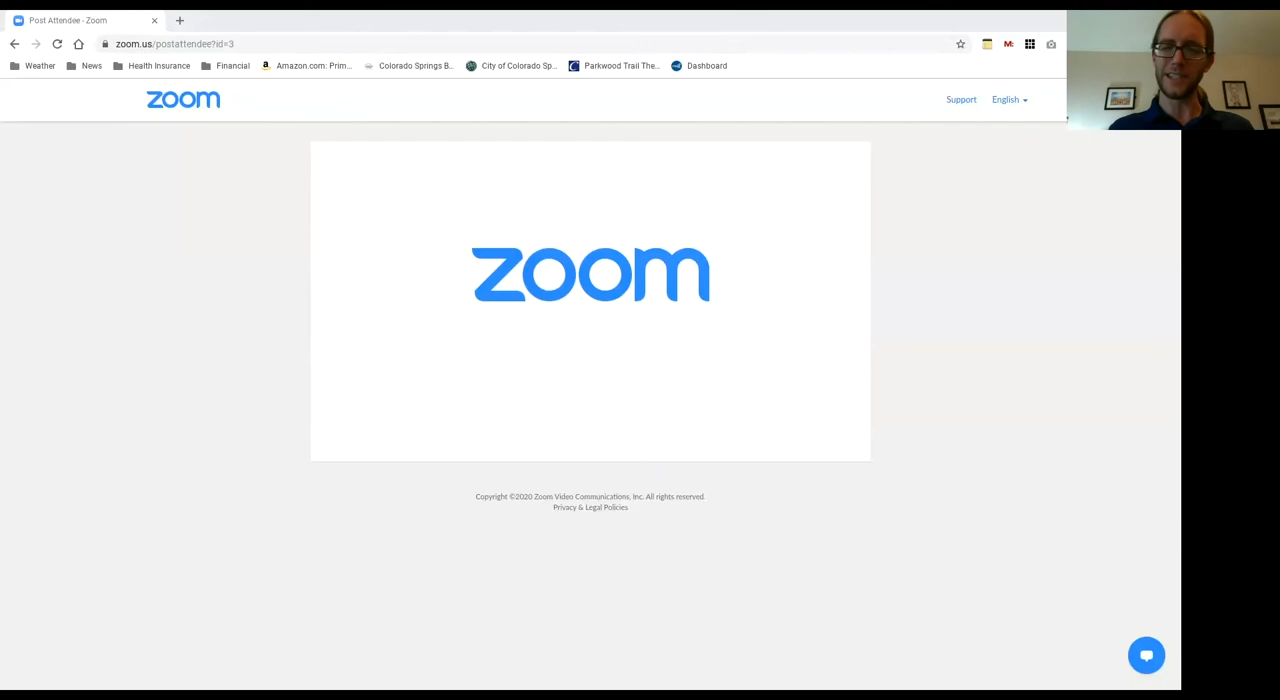 Post Attendee - Zoom
zoom.us/postattendee?id=3
M:
Weather News Health Insurance Financial a Amazon.com: Prim... Colorado Springs B... City of Colorado Sp... Parkwood Trail The... Dashboard
zoom Support English
zoom
Copyright ©2020 Zoom Video Communications, Inc. All rights reserved.
Privacy & Legal Policies